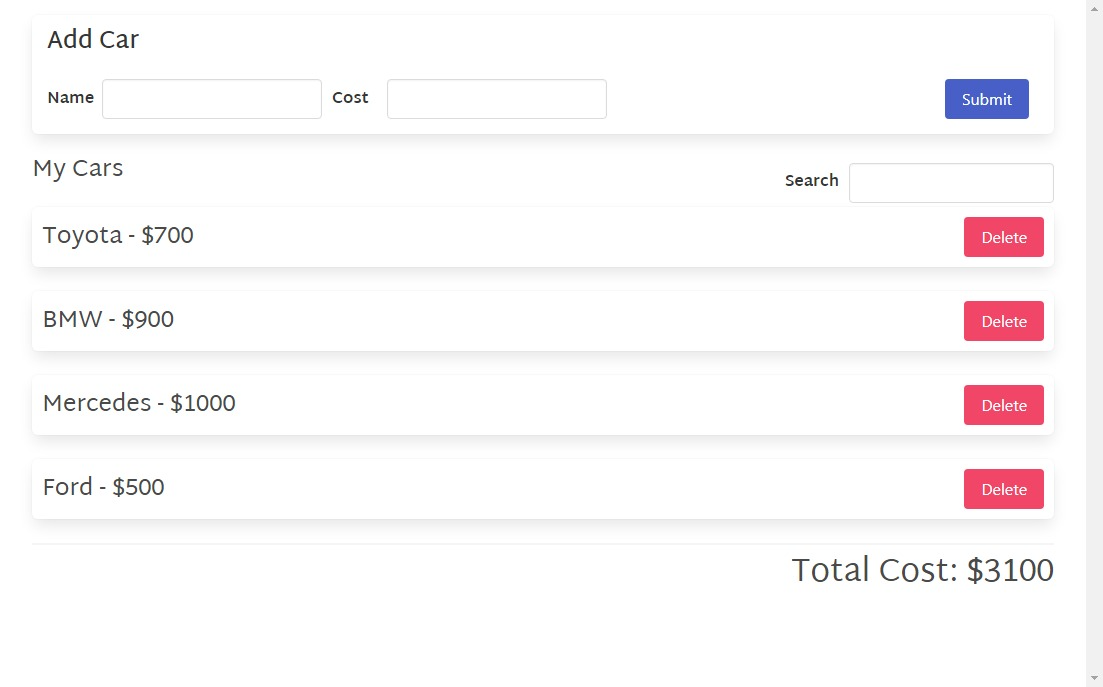 Add Car
Name Cost Submit
My Cars
Search
Toyota - $700 Delete
BMW - $900 Delete
Mercedes - $1000 Delete
Ford - $500 Delete
Total Cost: $3100